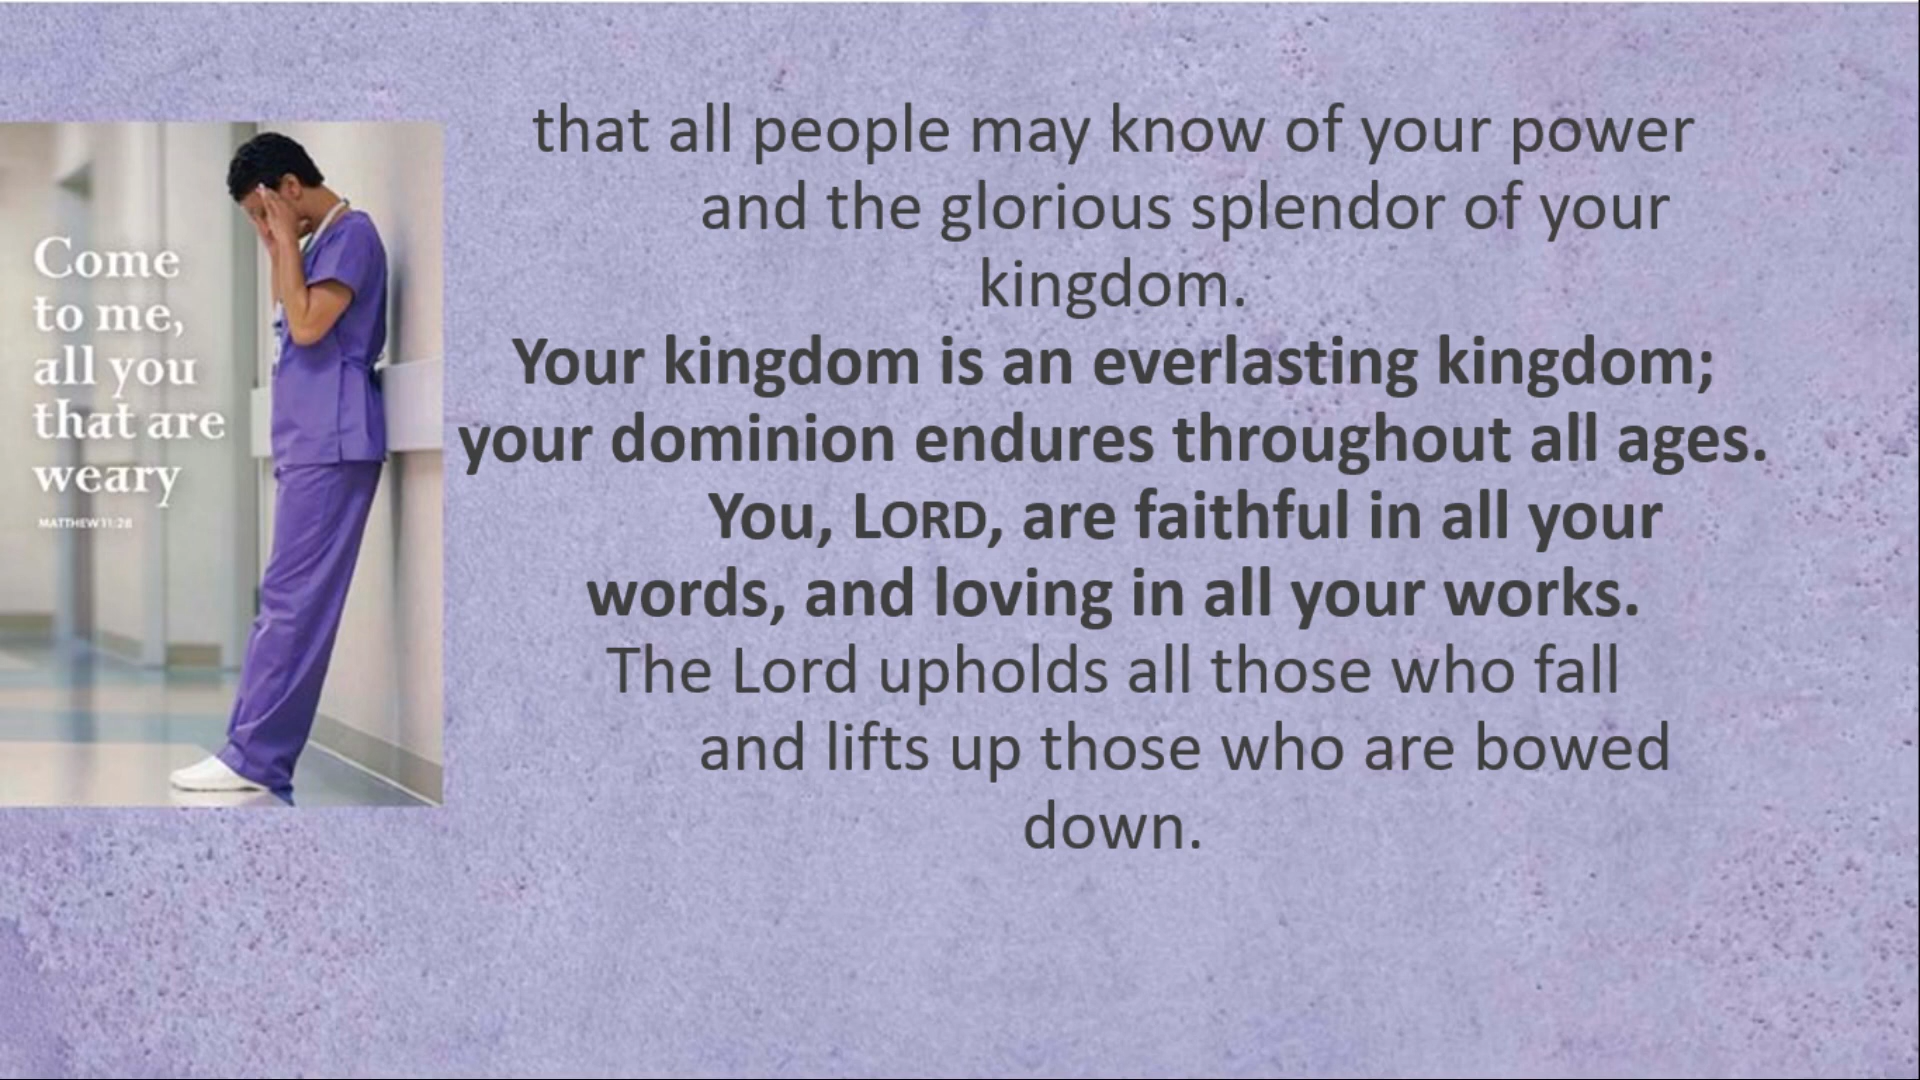 Come
to me,
all you
that are
weary
MATTHEW 11:28
that all people may know of your power
and the glorious splendor of your
kingdom.
Your kingdom is an everlasting kingdom;
your dominion endures throughout all ages.
You, LORD, are faithful in all your
words, and loving in all your works.
The Lord upholds all those who fall
and lifts up those who are bowed
down.